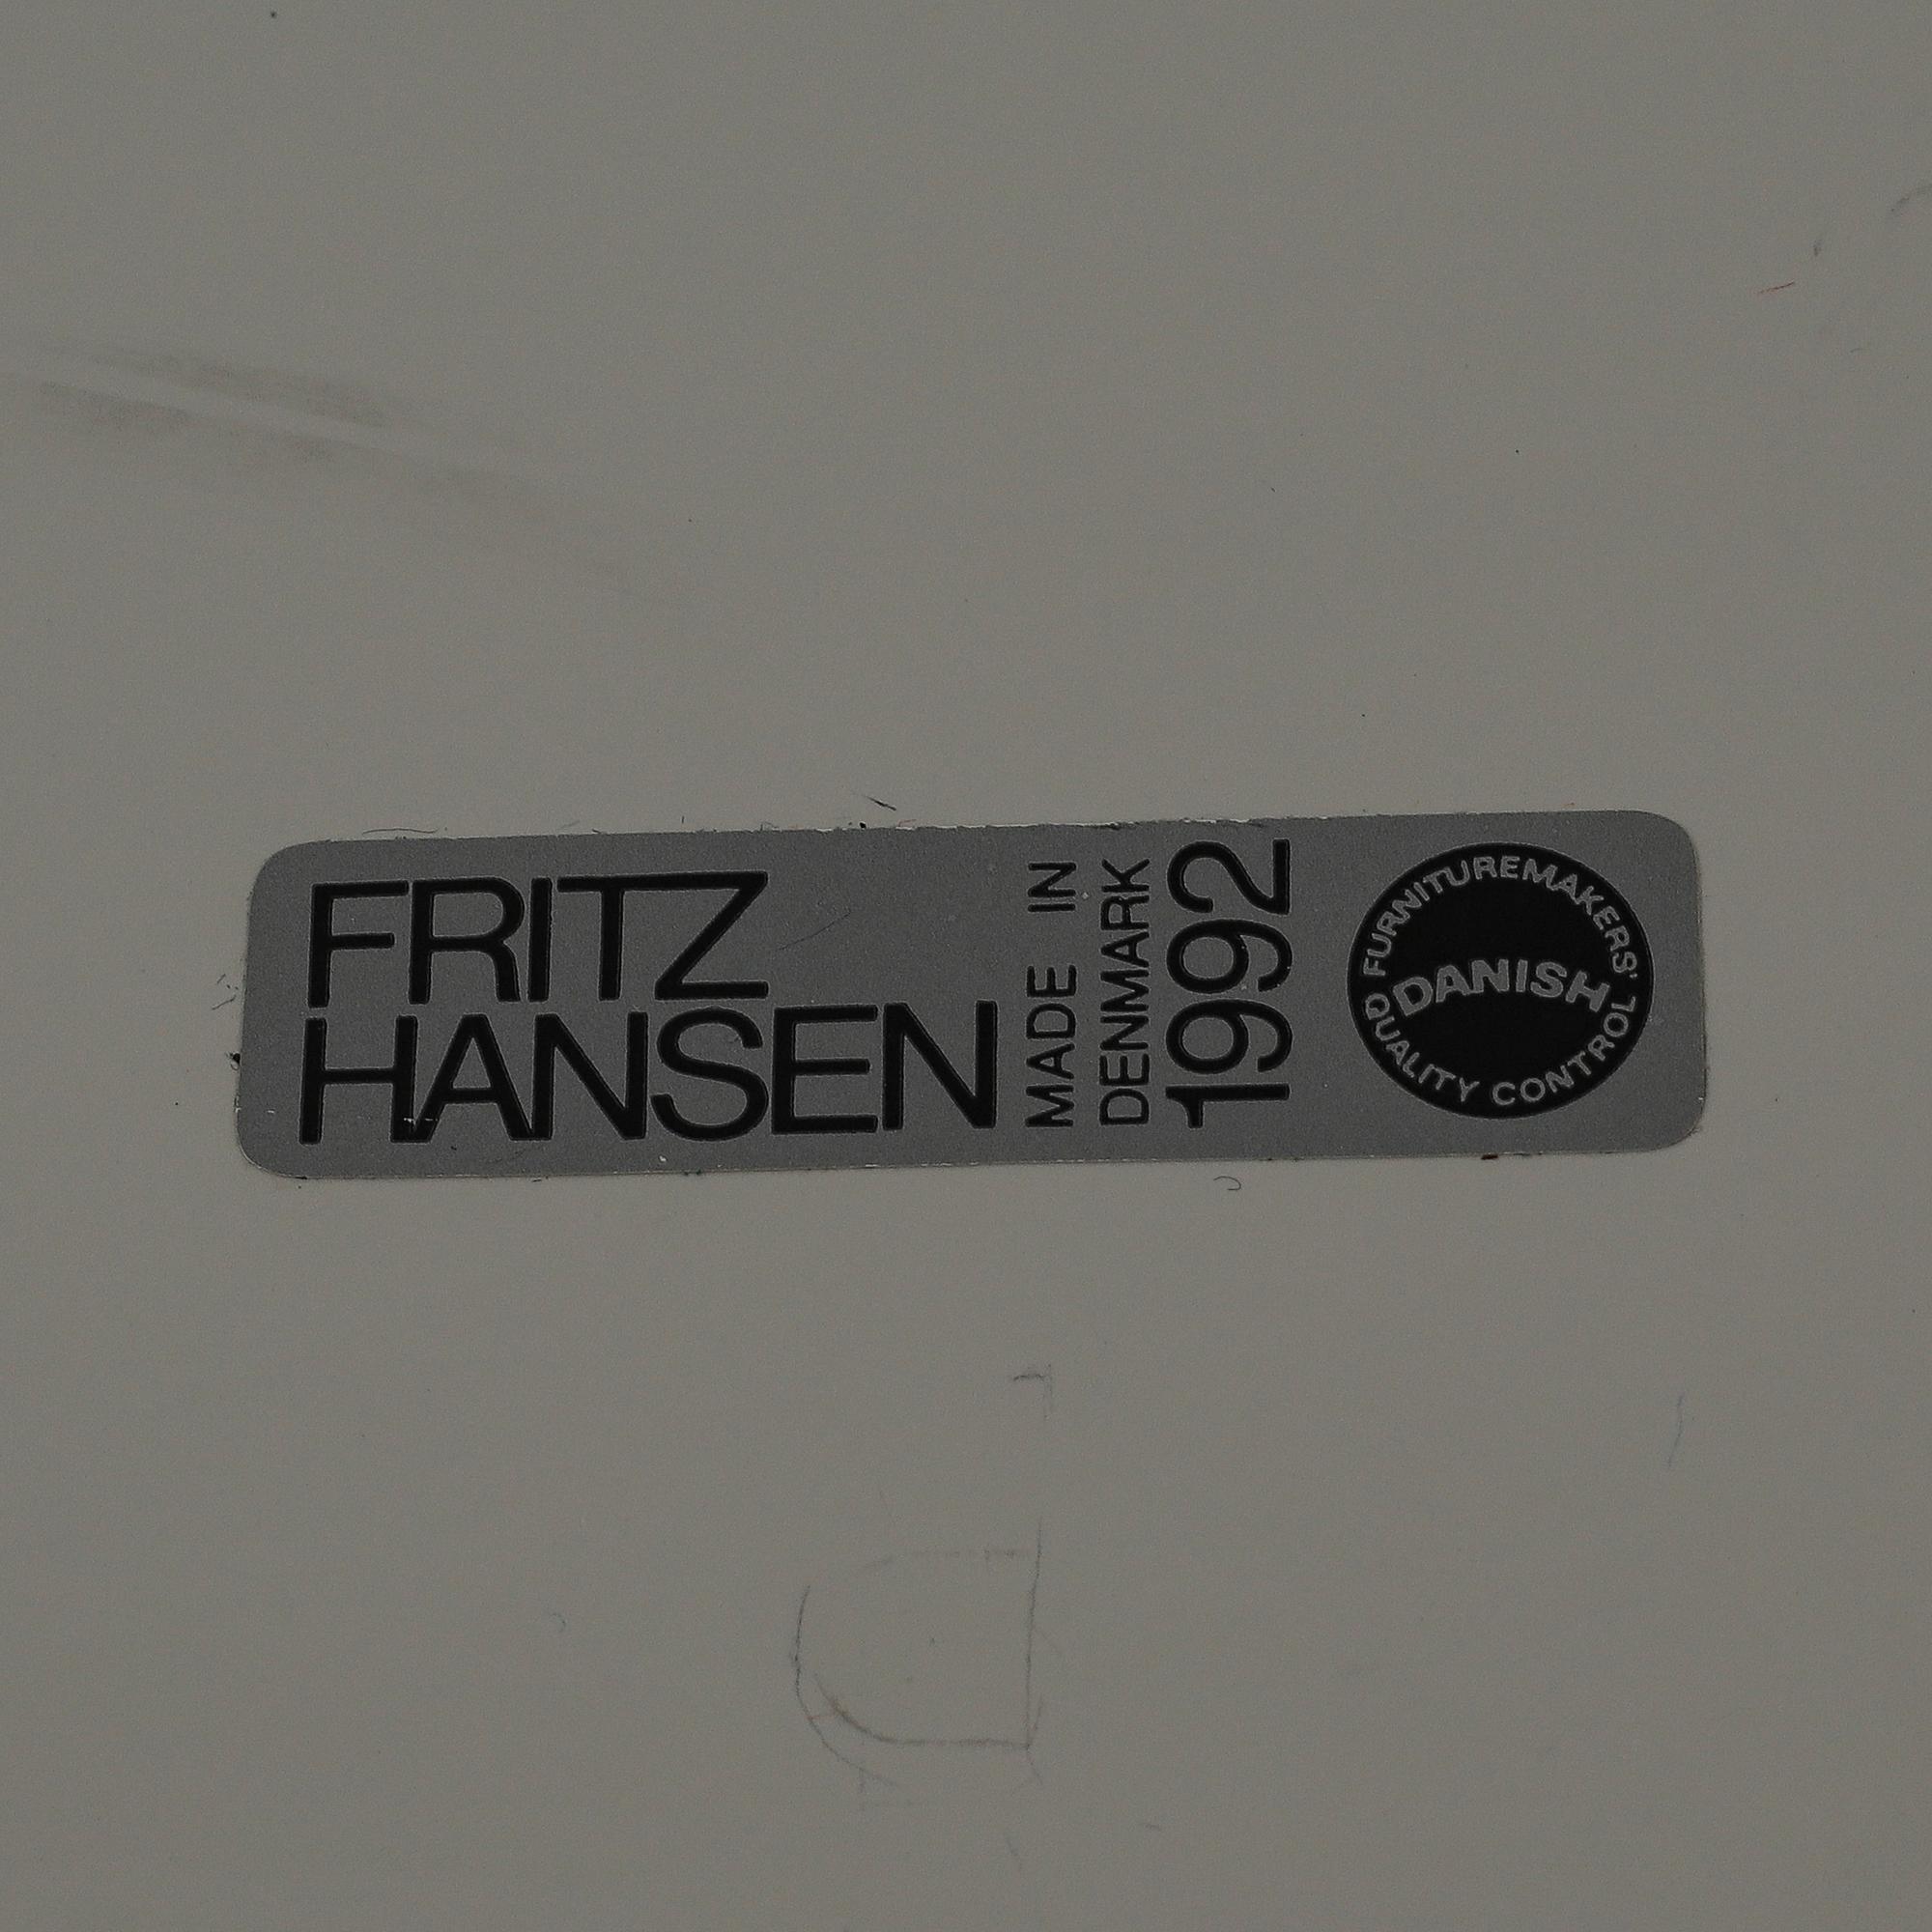 FRITZ
HANSEN
MADE IN
DENMARK
1992
FURNITUREMAKERS'
DANISH
QUALITY CONTROL